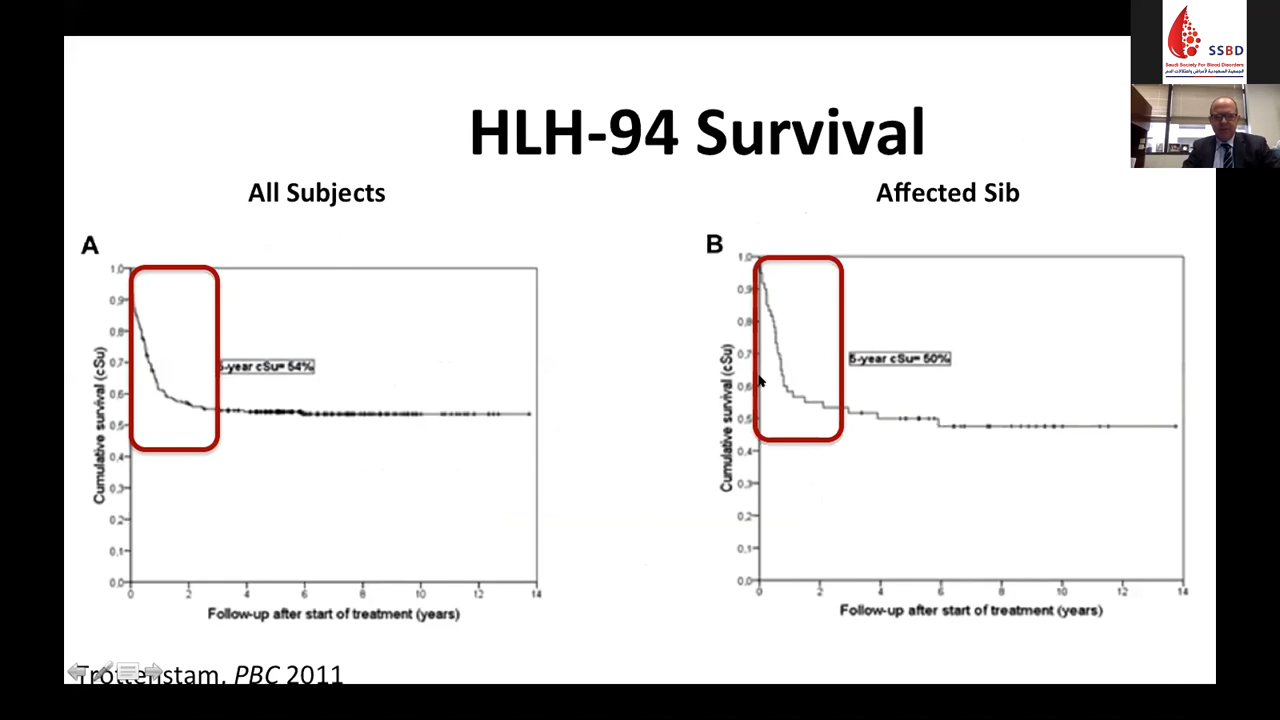 HLH-94 Survival
SSBD
Saudi Society For Blood Disorders
All Subjects
Affected Sib
A
1,0
0,9
0,8
0,7
0,6
0,5
0,4
0,3
0,2
0,1
0,0
Cumulative survival (cSu)
5-year cSu= 54%
0 2 4 6 8 10 12 14
Follow-up after start of treatment (years)
B
1,0
0,9
0,8
0,7
0,6
0,5
0,4
0,3
0,2
0,1
0,0
Cumulative survival (cSu)
5-year cSu= 50%
0 2 4 6 8 10 12 14
Follow-up after start of treatment (years)
Trottenstam, PBC 2011